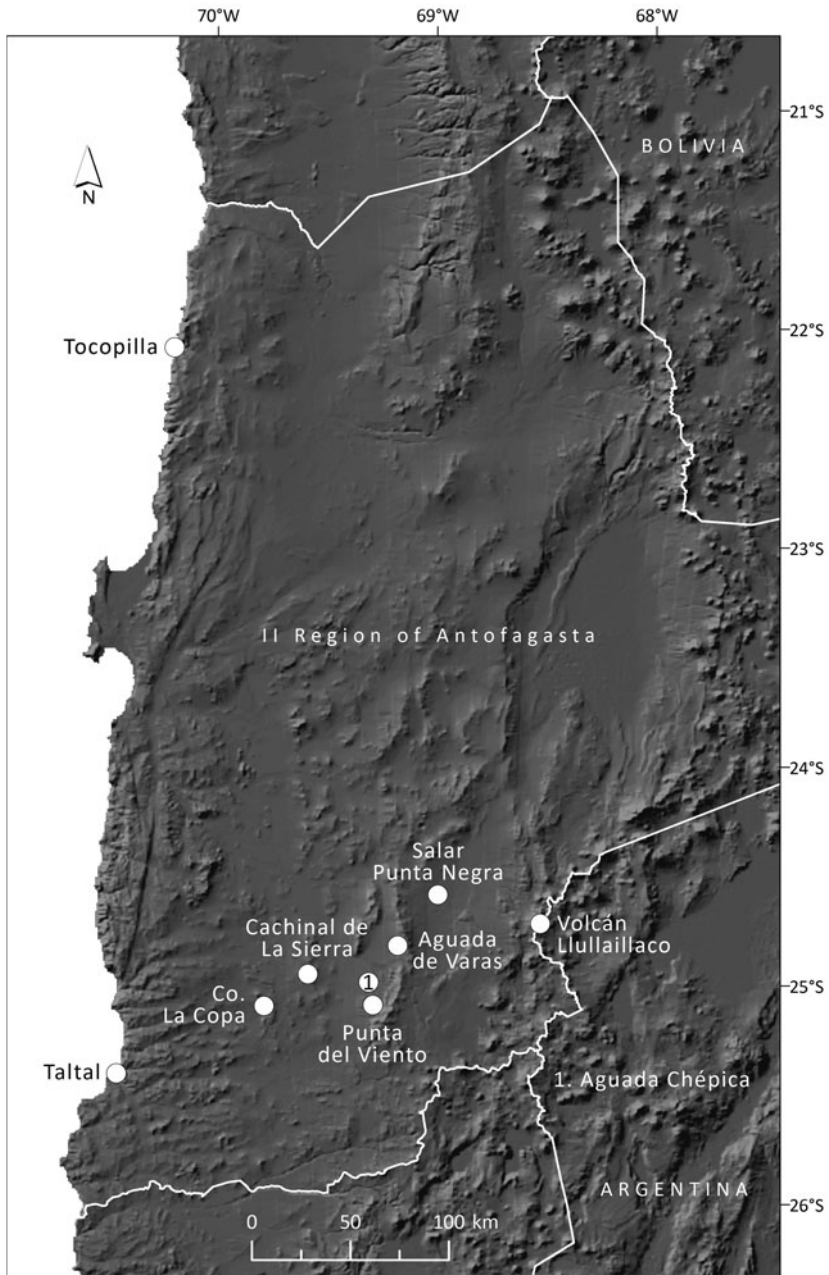 70°W 69°W 68°W
21°S
BOLIVIA
N
22°S
Tocopilla
23°S
II Region of Antofagasta
24°S
Salar
Punta Negra
Cachinal de
La Sierra
Aguada
de Varas
Volcán
Llullaillaco
1
25°S
Co.
La Copa
Punta
del Viento
Taltal
1. Aguada Chépica
ARGENTINA
26°S
0 50 100 km